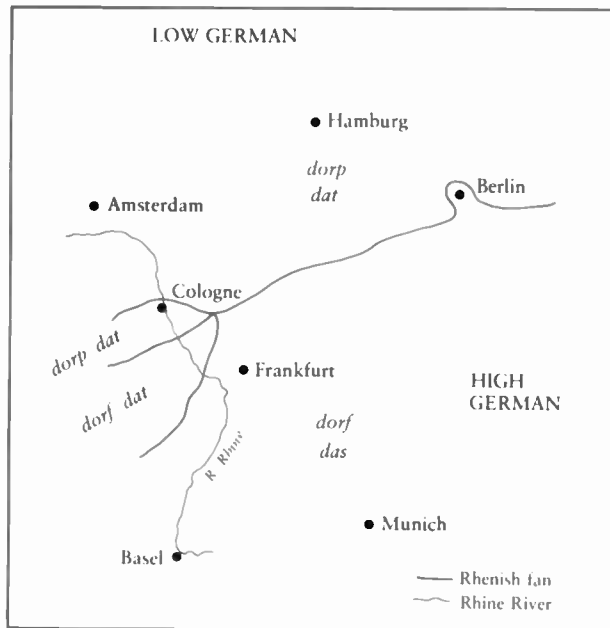 LOW GERMAN
Hamburg
dorp
dat
Berlin
Amsterdam
Cologne
dorp dat
Frankfurt
dorf dat
HIGH
GERMAN
dorf
das
R Rhine
Munich
Basel
Rhenish fan
Rhine River